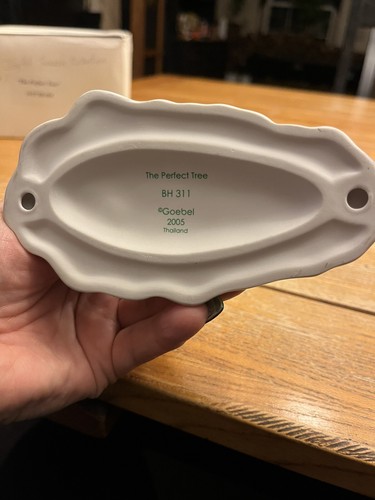 The Perfect Tree
BH 311
©Goebel
2005
Thailand